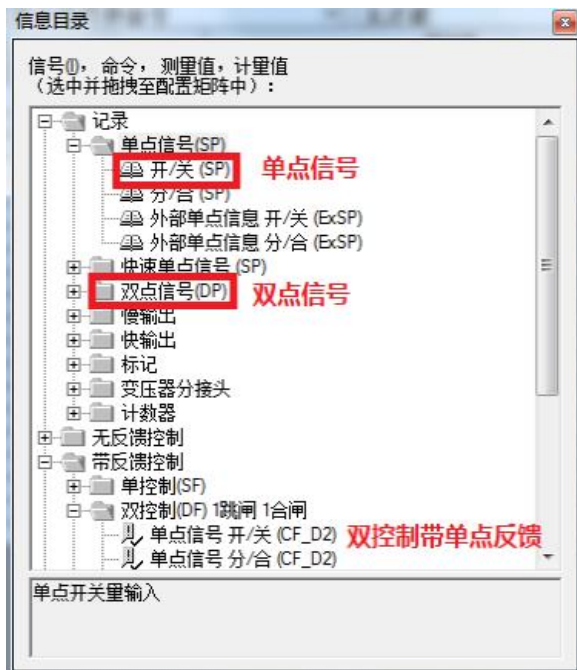 信息目录
信号(I)，命令，测量值，计量值
（选中并拖拽至配置矩阵中）：
记录
单点信号(SP)
开/关 (SP) 单点信号
分/合 (SP)
外部单点信息 开/关 (ExSP)
外部单点信息 分/合 (ExSP)
快速单点信号 (SP)
双点信号(DP) 双点信号
慢输出
快输出
标记
变压器分接头
计数器
无反馈控制
带反馈控制
单控制(SF)
双控制(DF) 1跳闸 1合闸
单点信号 开/关 (CF_D2) 双控制带单点反馈
单点信号 分/合 (CF_D2)
单点开关量输入